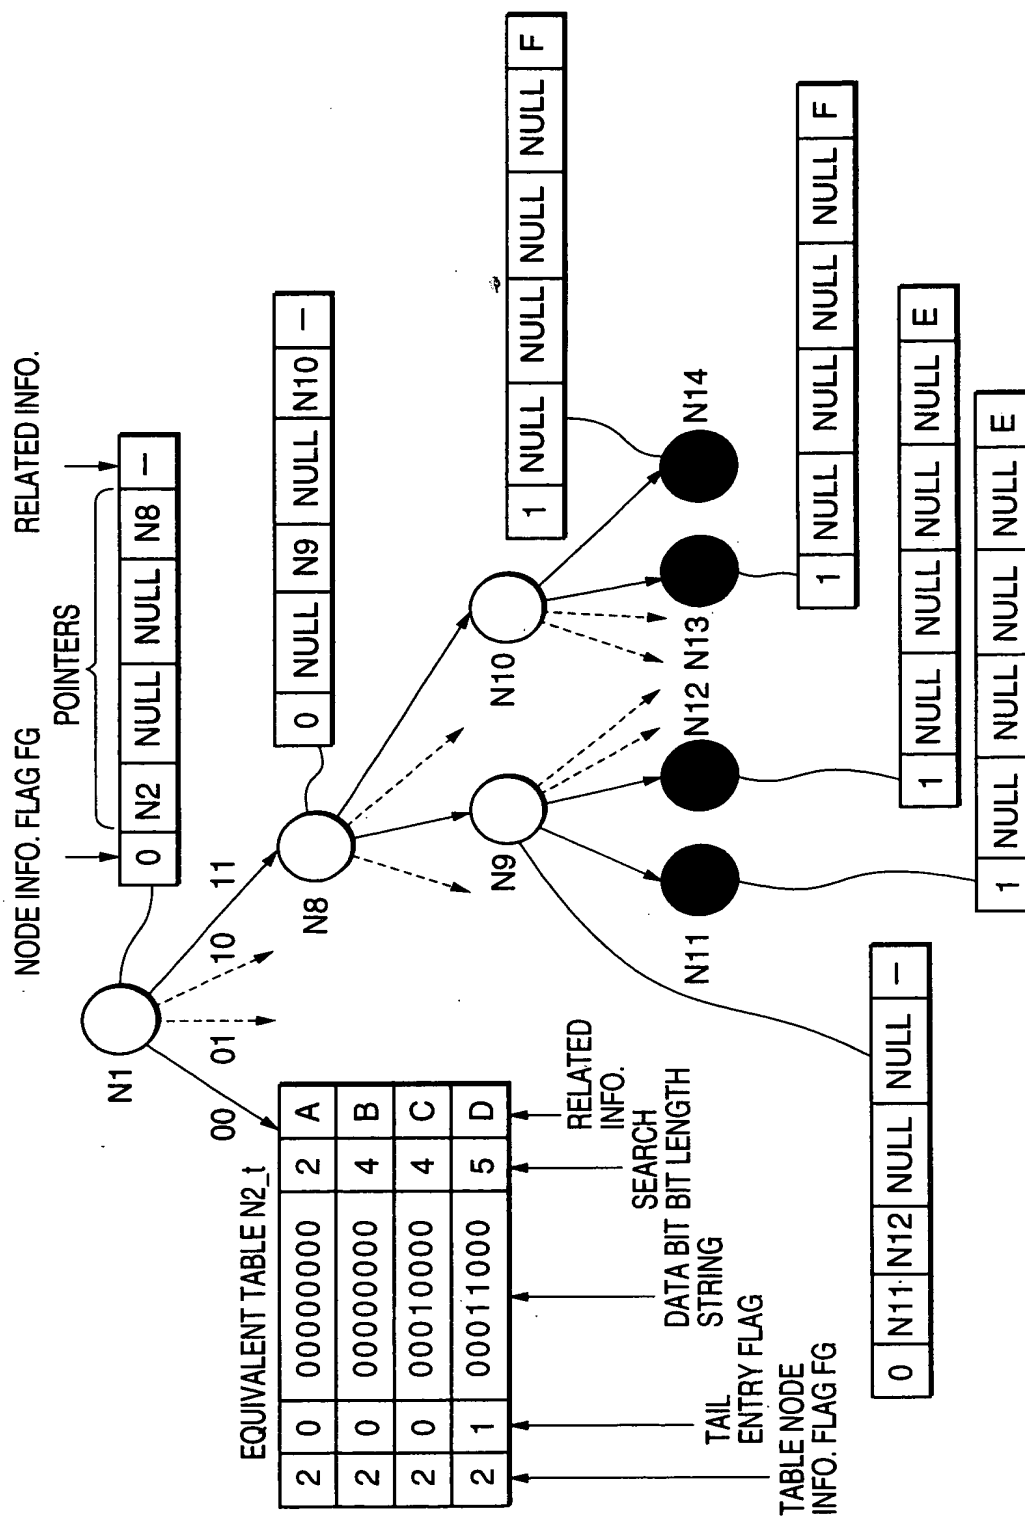 NODE INFO. FLAG FG
POINTERS
RELATED INFO.
0 N2 NULL NULL N8 —
N1
00 01 10 11
EQUIVALENT TABLE N2_t
2 0 00000000 2 A
2 0 00000000 4 B
2 0 00010000 4 C
2 1 00011000 5 D
TABLE NODE
INFO. FLAG FG
TAIL
ENTRY FLAG
DATA BIT
STRING
SEARCH
BIT LENGTH
RELATED
INFO.
N8
0 NULL N9 NULL N10 —
N9
N10
1 NULL NULL NULL NULL F
N11
N12
N13
N14
1 NULL NULL NULL NULL F
0 N11 N12 NULL NULL —
1 NULL NULL NULL NULL E
1 NULL NULL NULL NULL E